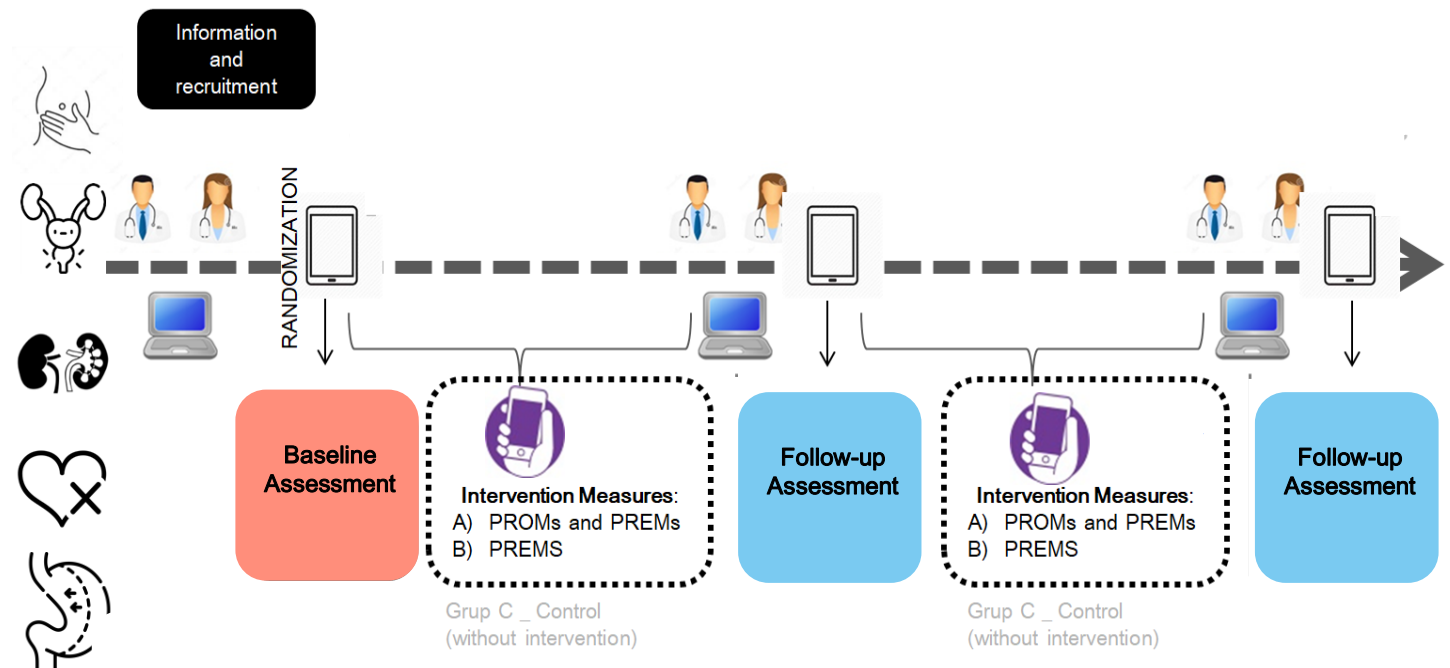 Information
and
recruitment
RANDOMIZATION
Baseline
Assessment
Intervention Measures:
A) PROMs and PREMs
B) PREMS
Grup C _ Control
(without intervention)
Follow-up
Assessment
Intervention Measures:
A) PROMs and PREMs
B) PREMS
Grup C _ Control
(without intervention)
Follow-up
Assessment